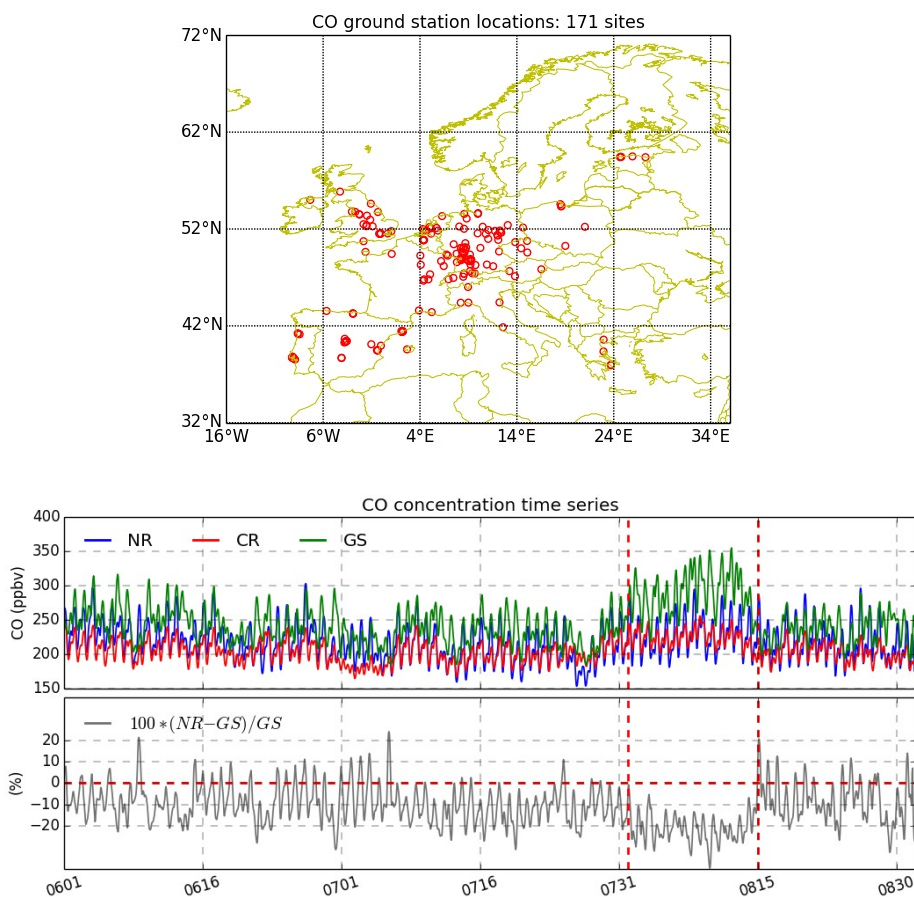 CO ground station locations: 171 sites
72°N
62°N
52°N
42°N
32°N
16°W 6°W 4°E 14°E 24°E 34°E
CO concentration time series
400
350
300
250
200
150
CO (ppbv)
NR CR GS
100 ∗ (NR−GS)/GS
20
10
0
−10
−20
(%)
0601 0616 0701 0716 0731 0815 0830